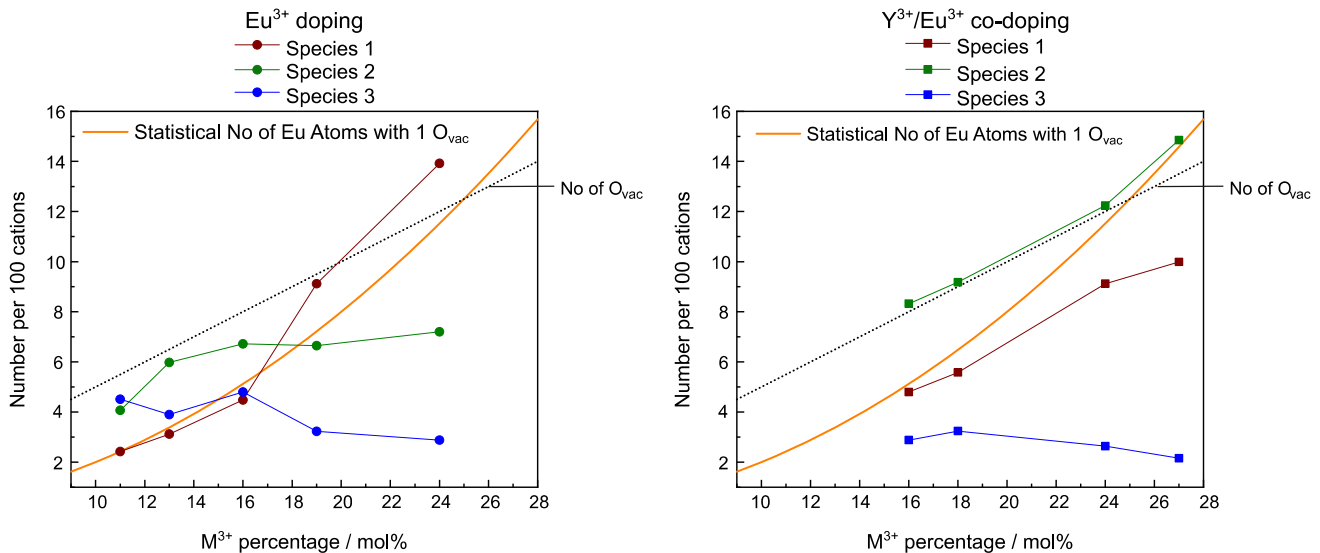 Eu³⁺ doping
Species 1
Species 2
Species 3
Statistical No of Eu Atoms with 1 Oᵥₐc
No of Oᵥₐc
16
14
12
10
8
6
4
2
Number per 100 cations
10 12 14 16 18 20 22 24 26 28
M³⁺ percentage / mol%
Y³⁺/Eu³⁺ co-doping
Species 1
Species 2
Species 3
Statistical No of Eu Atoms with 1 Oᵥₐc
No of Oᵥₐc
16
14
12
10
8
6
4
2
Number per 100 cations
10 12 14 16 18 20 22 24 26 28
M³⁺ percentage / mol%